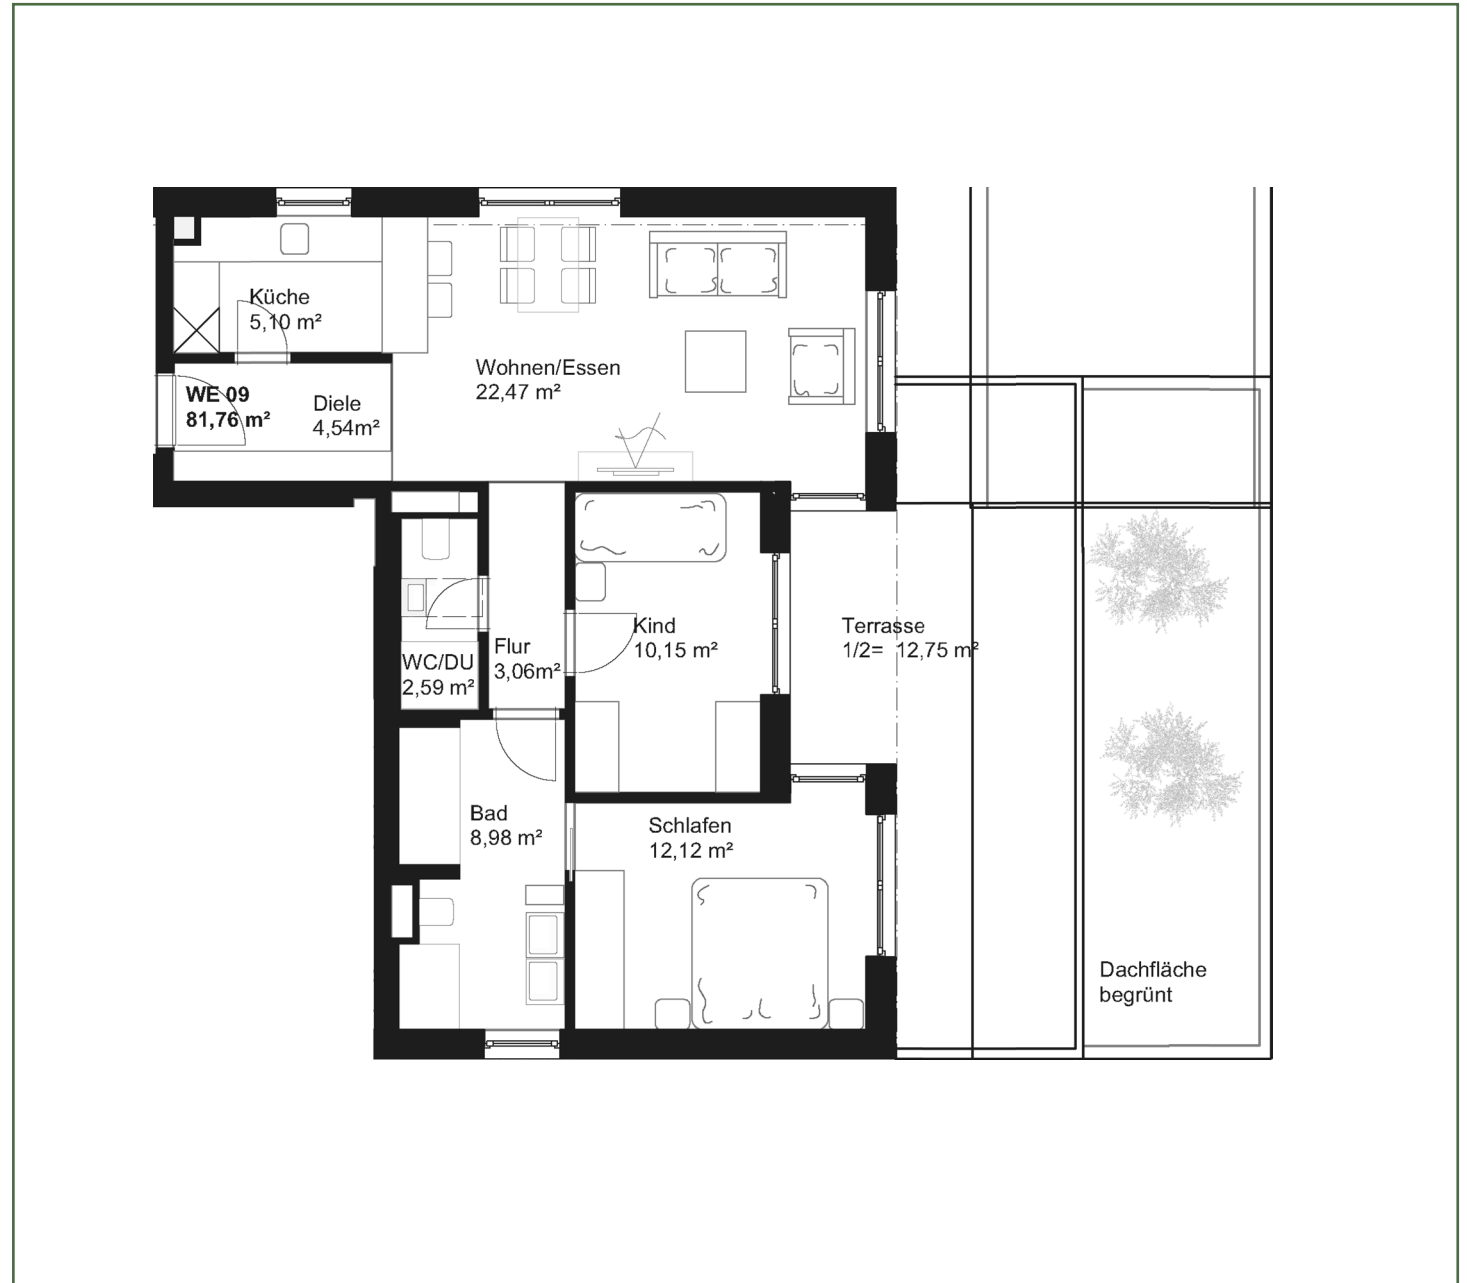 Küche
5,10 m²
WE 09
81,76 m²
Diele
4,54m²
Wohnen/Essen
22,47 m²
WC/DU
2,59 m²
Flur
3,06m²
Kind
10,15 m²
Terrasse
1/2= 12,75 m²
Bad
8,98 m²
Schlafen
12,12 m²
Dachfläche
begrünt